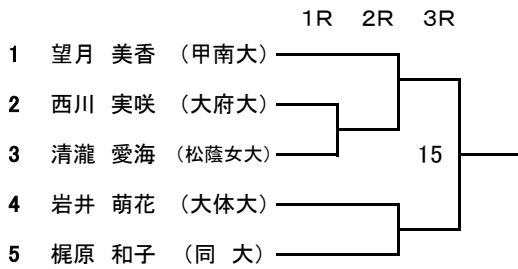 1R 2R 3R
1 望月 美香 (甲南大)
2 西川 実咲 (大府大)
3 清瀧 愛海 (松蔭女大)
15
4 岩井 萌花 (大体大)
5 梶原 和子 (同 大)